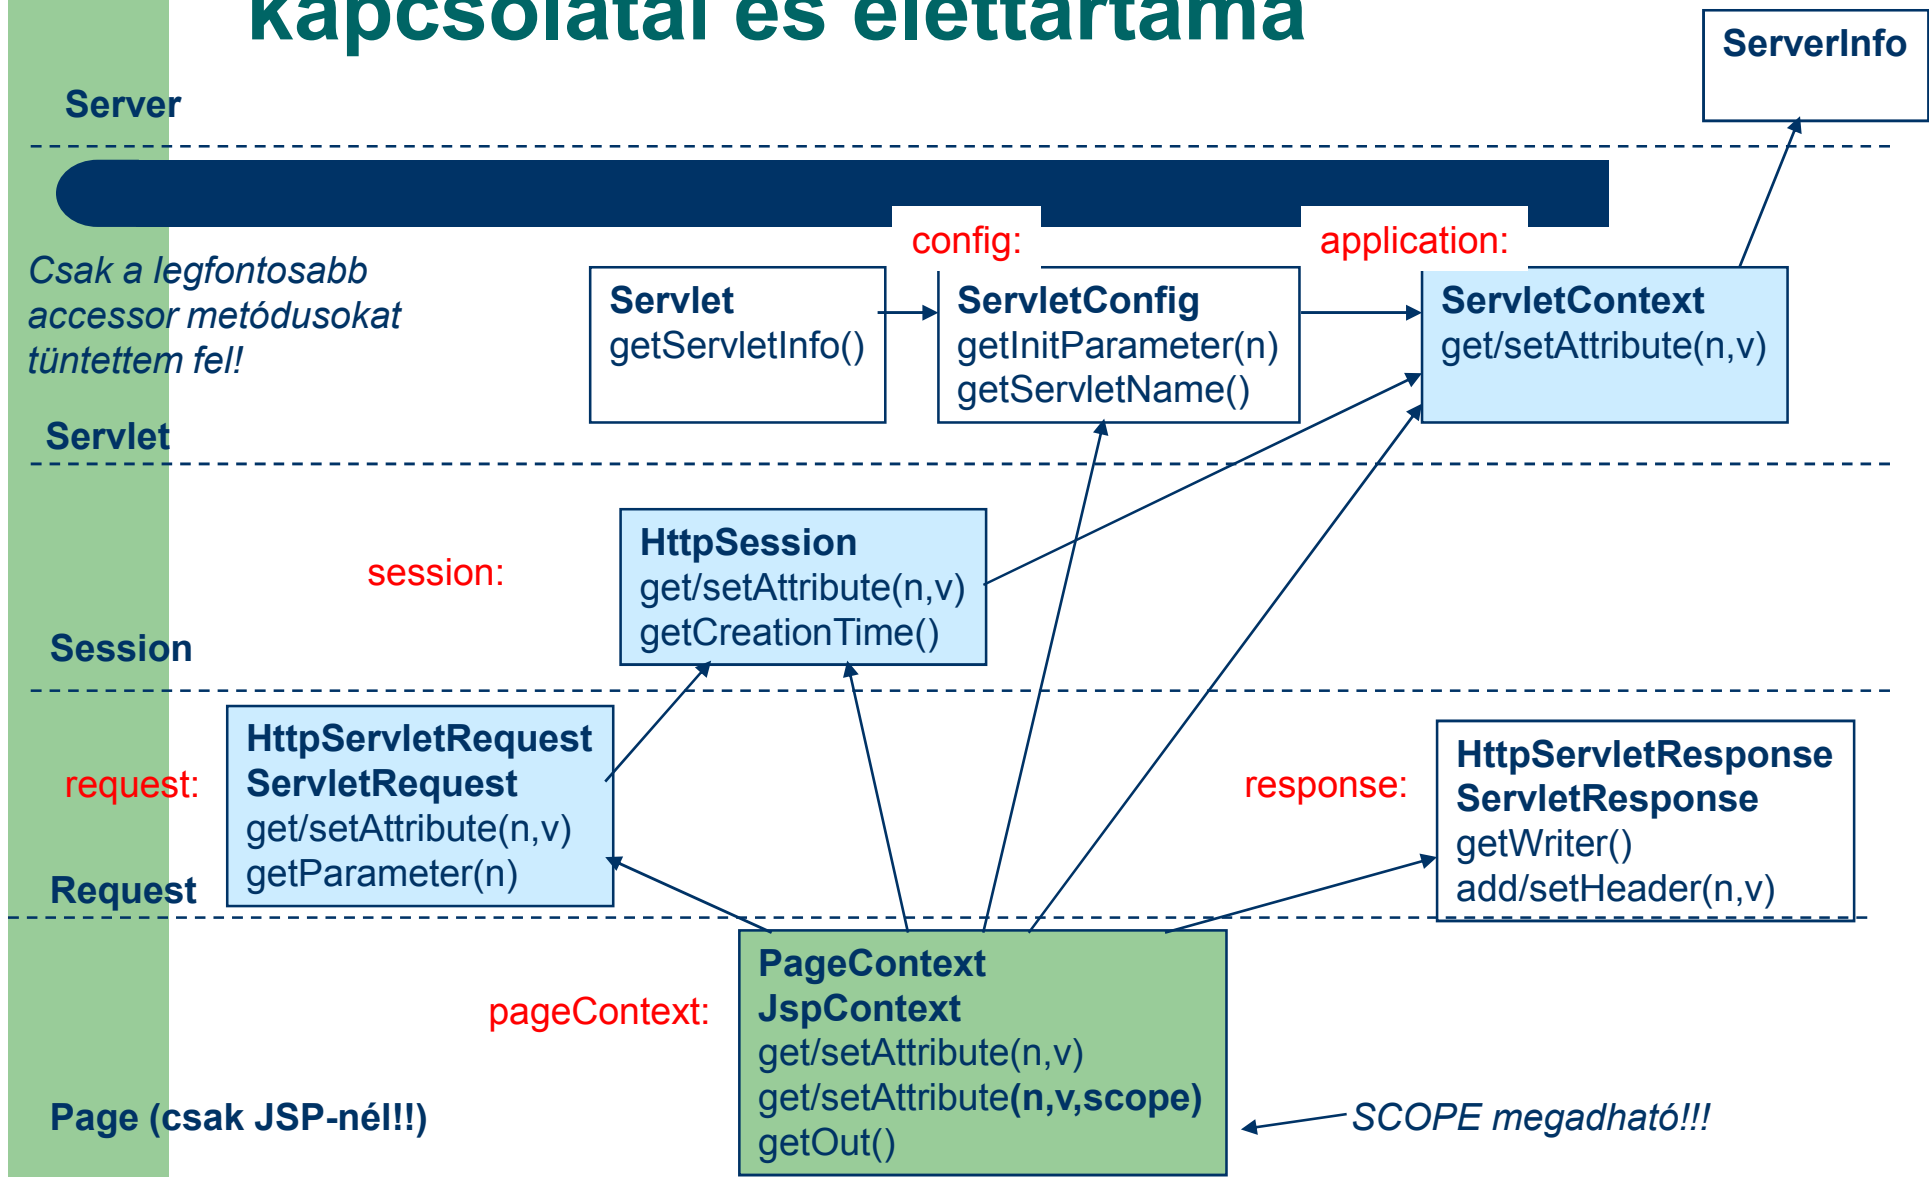 kapcsolatai és élettartama
ServerInfo
Server
config:
application:
Csak a legfontosabb
accessor metódusokat
tüntettem fel!
Servlet
getServletInfo()
ServletConfig
getInitParameter(n)
getServletName()
ServletContext
get/setAttribute(n,v)
Servlet
session:
HttpSession
get/setAttribute(n,v)
getCreationTime()
Session
request:
HttpServletRequest
ServletRequest
get/setAttribute(n,v)
getParameter(n)
response:
HttpServletResponse
ServletResponse
getWriter()
add/setHeader(n,v)
Request
pageContext:
PageContext
JspContext
get/setAttribute(n,v)
get/setAttribute(n,v,scope)
getOut()
Page (csak JSP-nél!!)
SCOPE megadható!!!